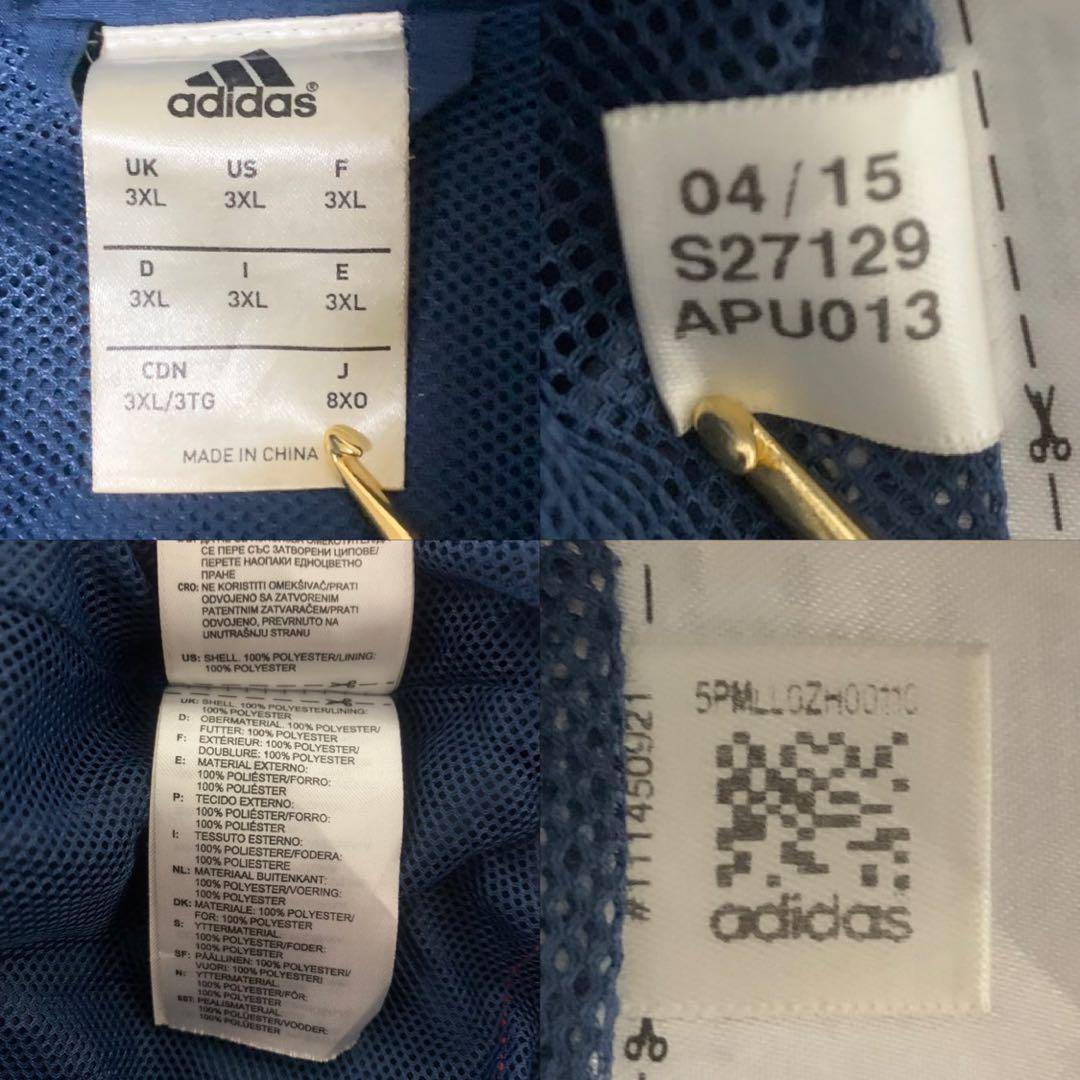 adidas®
UK US F
3XL 3XL 3XL
D I E
3XL 3XL 3XL
CDN J
3XL/3TG 8XO
MADE IN CHINA
04/15
S27129
APU013
СЕ ПЕРЕ СЪС ЗАТВОРЕНИ ЦИПОВЕ/
ПЕРЕТЕ НАОПАКИ ЕДНОЦВЕТНО
ПРАНЕ
CRO: NE KORISTITI OMEKŠIVAČ/PRATI
ODVOJENO SA ZATVORENIM
PATENTNIM ZATVARAČEM/PRATI
ODVOJENO, PREVRNUTO NA
UNUTRAŠNJU STRANU
US: SHELL: 100% POLYESTER/LINING:
100% POLYESTER
UK: SHELL: 100% POLYESTER/LINING:
100% POLYESTER
D: OBERMATERIAL: 100% POLYESTER/
FUTTER: 100% POLYESTER
F: EXTÉRIEUR: 100% POLYESTER/
DOUBLURE: 100% POLYESTER
E: MATERIAL EXTERNO:
100% POLIÉSTER/FORRO:
100% POLIÉSTER
P: TECIDO EXTERNO:
100% POLIÉSTER/FORRO:
100% POLIÉSTER
I: TESSUTO ESTERNO:
100% POLIESTERE/FODERA:
100% POLIESTERE
NL: MATERIAAL BUITENKANT:
100% POLYESTER/VOERING:
100% POLYESTER
DK: MATERIALE: 100% POLYESTER/
FOR: 100% POLYESTER
S: YTTERMATERIAL:
100% POLYESTER/FODER:
100% POLYESTER
SF: PÄÄLLINEN: 100% POLYESTERI/
VUORI: 100% POLYESTERI
N: YTTERMATERIAL:
100% POLYESTER/FÔR:
100% POLYESTER
EST: PEALISMATERJAL:
100% POLÜESTER/VOODER:
100% POLÜESTER
#111450921
adidas